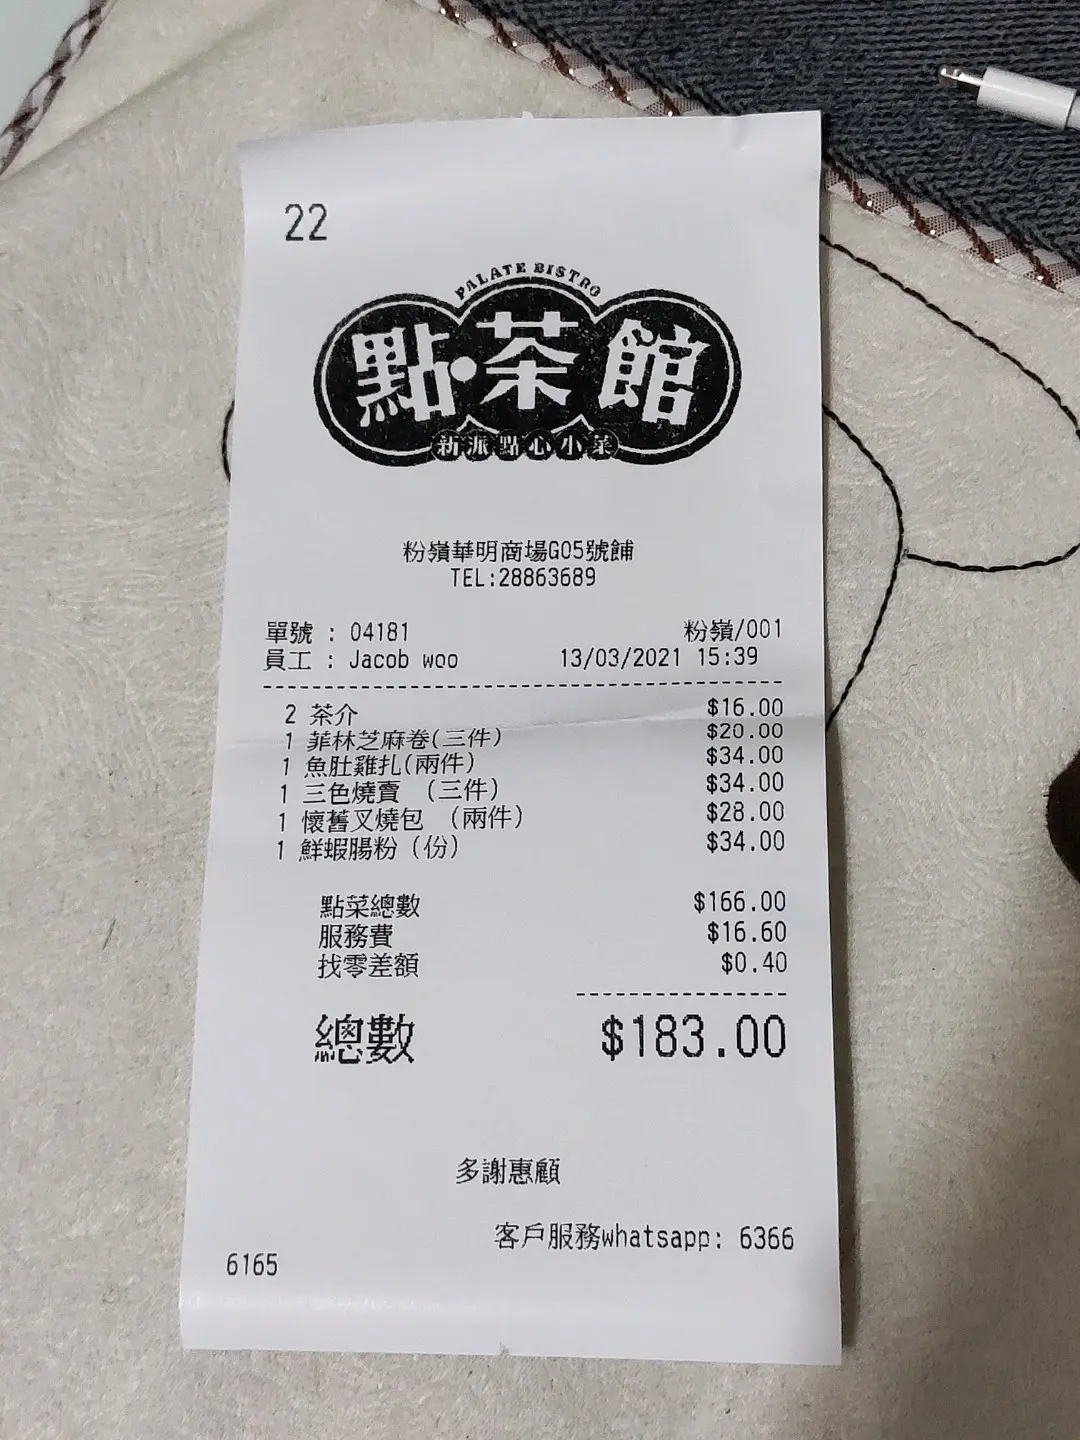 22
PALATE BISTRO
點·茶館
新派點心小菜
粉嶺華明商場G05號舖
TEL:28863689
單號 : 04181 粉嶺/001
員工 : Jacob woo 13/03/2021 15:39
2 茶介 $16.00
1 菲林芝麻卷(三件) $20.00
1 魚肚雞扎(兩件) $34.00
1 三色燒賣 (三件) $34.00
1 懷舊叉燒包 (兩件) $28.00
1 鮮蝦腸粉 (份) $34.00
點菜總數 $166.00
服務費 $16.60
找零差額 $0.40
總數 $183.00
多謝惠顧
客戶服務whatsapp: 6366
6165